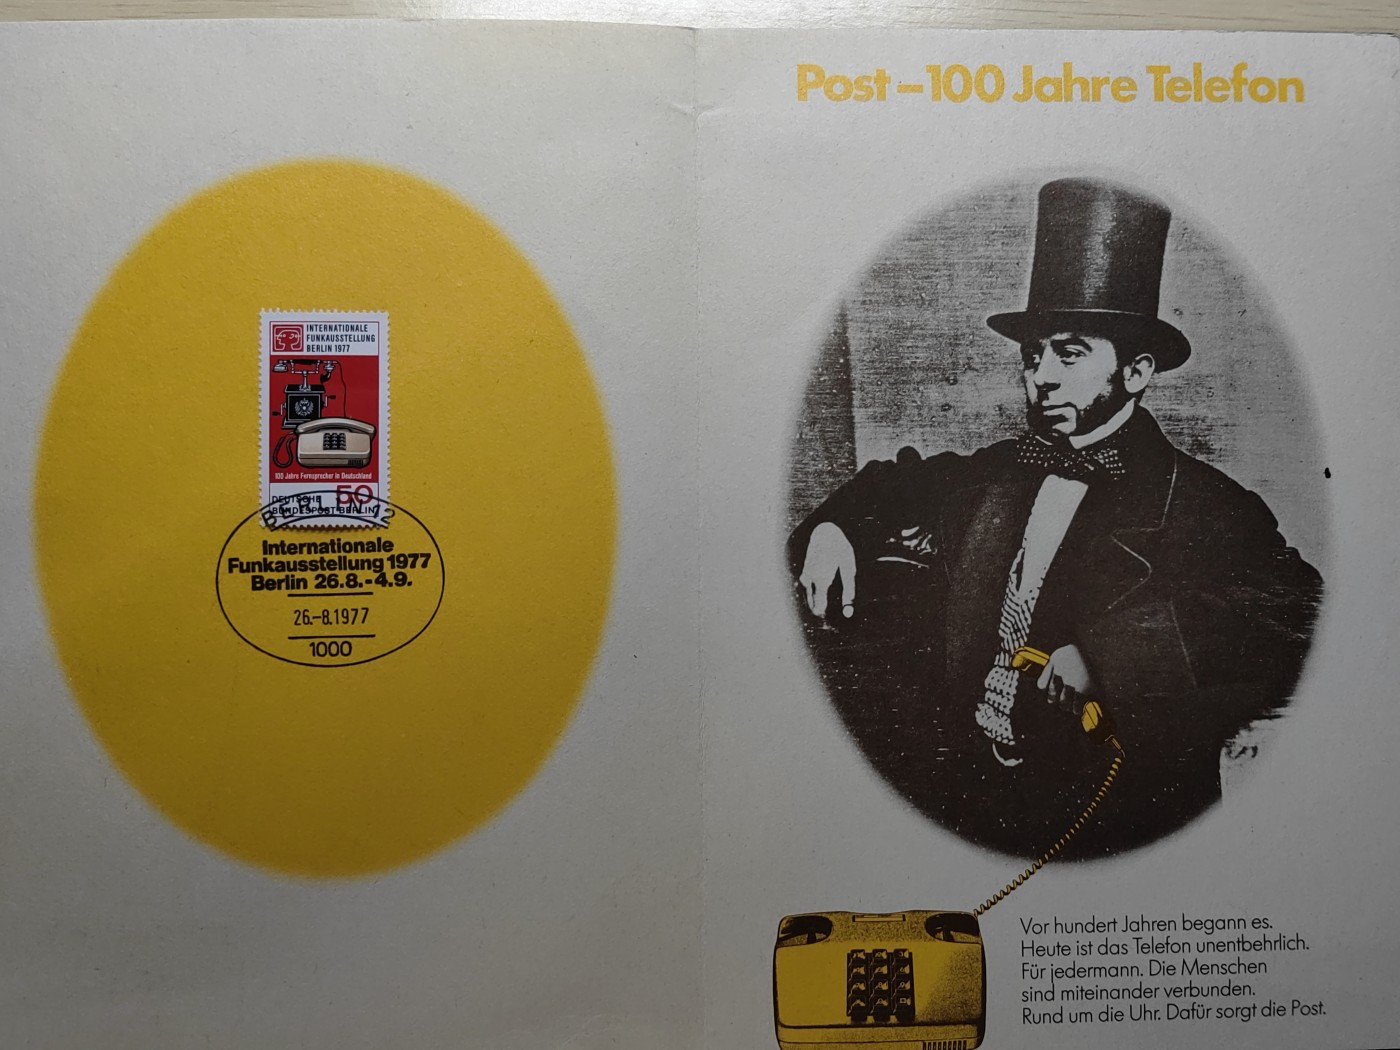 INTERNATIONALE
FUNKAUSSTELLUNG
BERLIN 1977
100 Jahre Fernsprecher in Deutschland
50
DEUTSCHE
BUNDESPOST BERLIN
BERLIN 12
Internationale
Funkausstellung 1977
Berlin 26.8.-4.9.
26.-8.1977
1000
Post – 100 Jahre Telefon
Vor hundert Jahren begann es.
Heute ist das Telefon unentbehrlich.
Für jedermann. Die Menschen
sind miteinander verbunden.
Rund um die Uhr. Dafür sorgt die Post.